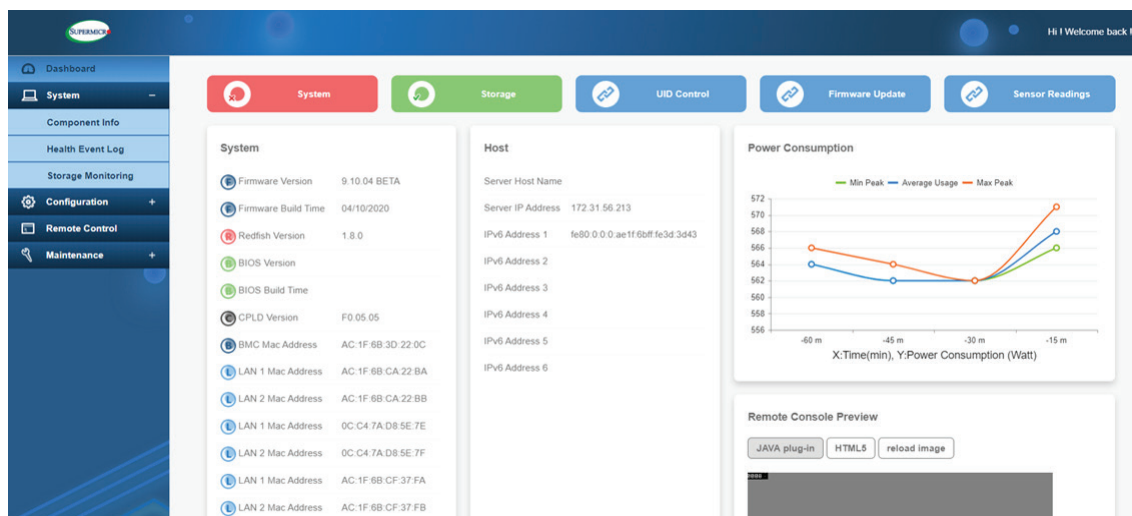 SUPERMICR
Hi ! Welcome back !
Dashboard
System
Component Info
Health Event Log
Storage Monitoring
Configuration
Remote Control
Maintenance
System
Storage
UID Control
Firmware Update
Sensor Readings
System
Firmware Version 9.10.04 BETA
Firmware Build Time 04/10/2020
Redfish Version 1.8.0
BIOS Version
BIOS Build Time
CPLD Version F0.05.05
BMC Mac Address AC:1F:6B:3D:22:0C
LAN 1 Mac Address AC:1F:6B:CA:22:BA
LAN 2 Mac Address AC:1F:6B:CA:22:BB
LAN 1 Mac Address 0C:C4:7A:D8:5E:7E
LAN 2 Mac Address 0C:C4:7A:D8:5E:7F
LAN 1 Mac Address AC:1F:6B:CF:37:FA
LAN 2 Mac Address AC:1F:6B:CF:37:FB
Host
Server Host Name
Server IP Address 172.31.56.213
IPv6 Address 1 fe80:0:0:0:ae1f:6bff:fe3d:3d43
IPv6 Address 2
IPv6 Address 3
IPv6 Address 4
IPv6 Address 5
IPv6 Address 6
Power Consumption
Min Peak Average Usage Max Peak
572
570
568
566
564
562
560
558
556
-60 m -45 m -30 m -15 m
X:Time(min), Y:Power Consumption (Watt)
Remote Console Preview
JAVA plug-in HTML5 reload image